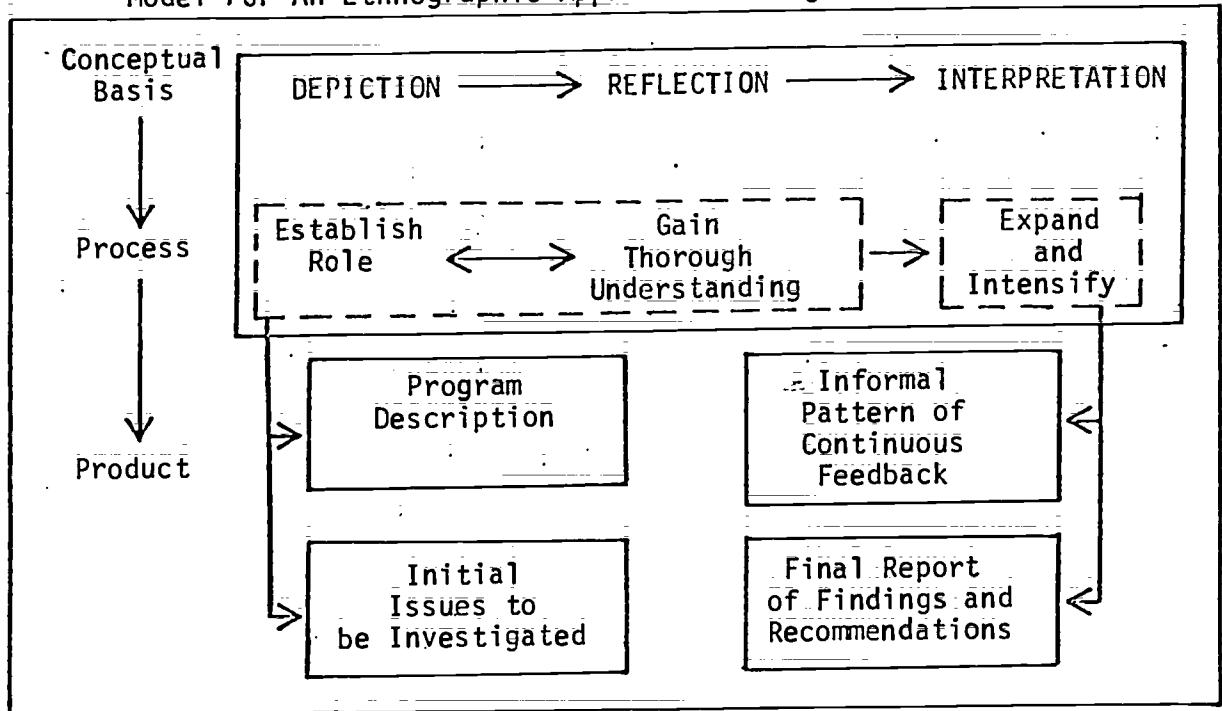 Model For An Ethnographic
Conceptual
Basis
DEPICTION REFLECTION INTERPRETATION
Process
Establish
Role
Gain
Thorough
Understanding
Expand
and
Intensify
Product
Program
Description
Informal
Pattern of
Continuous
Feedback
Initial
Issues to
be Investigated
Final Report
of Findings and
Recommendations